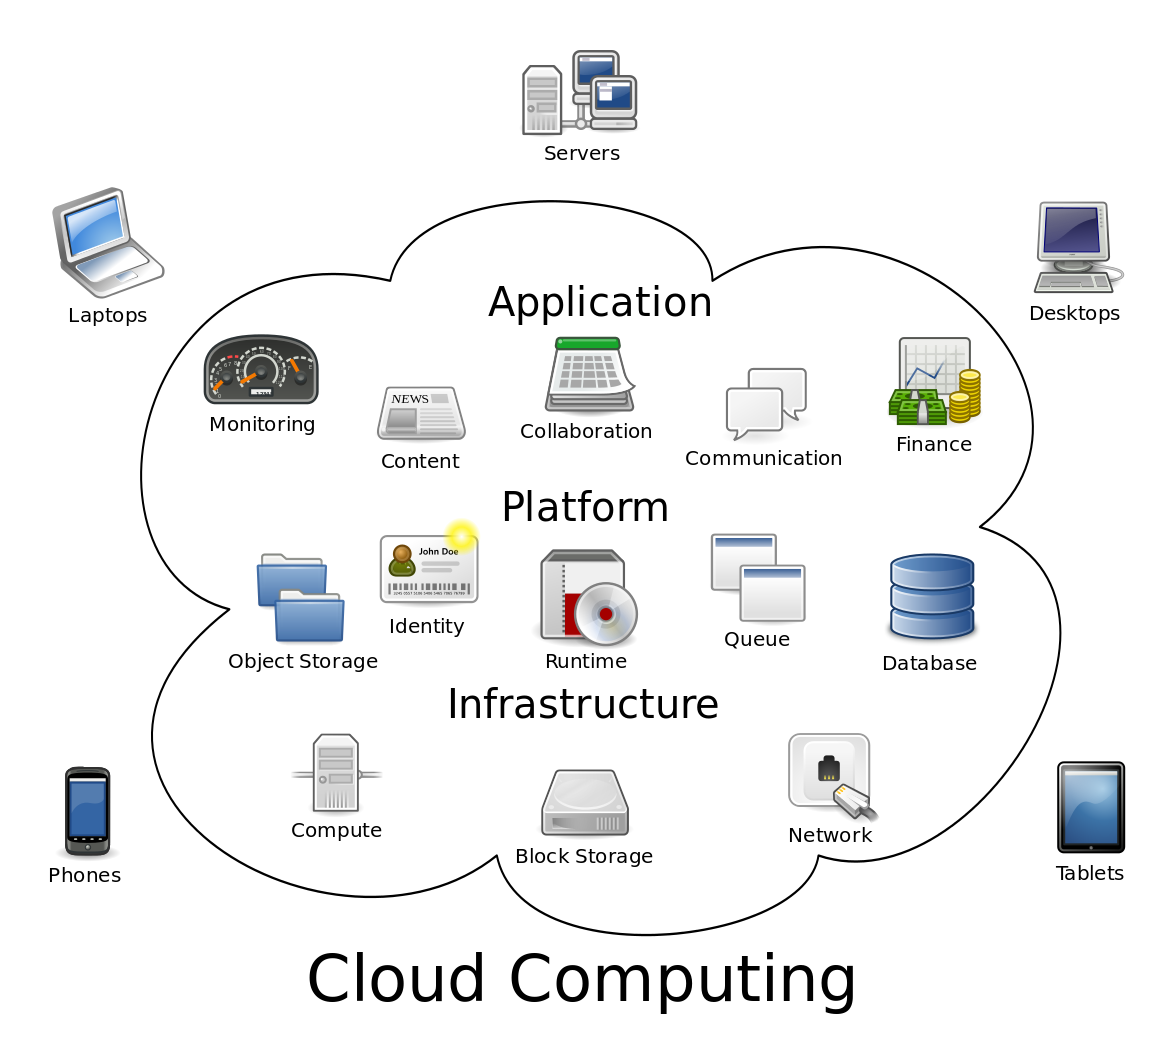 Servers
Laptops
Desktops
Application
Monitoring
NEWS
Content
Collaboration
Communication
Finance
Platform
Object Storage
John Doe
Identity
Runtime
Queue
Database
Infrastructure
Compute
Block Storage
Network
Phones
Tablets
Cloud Computing